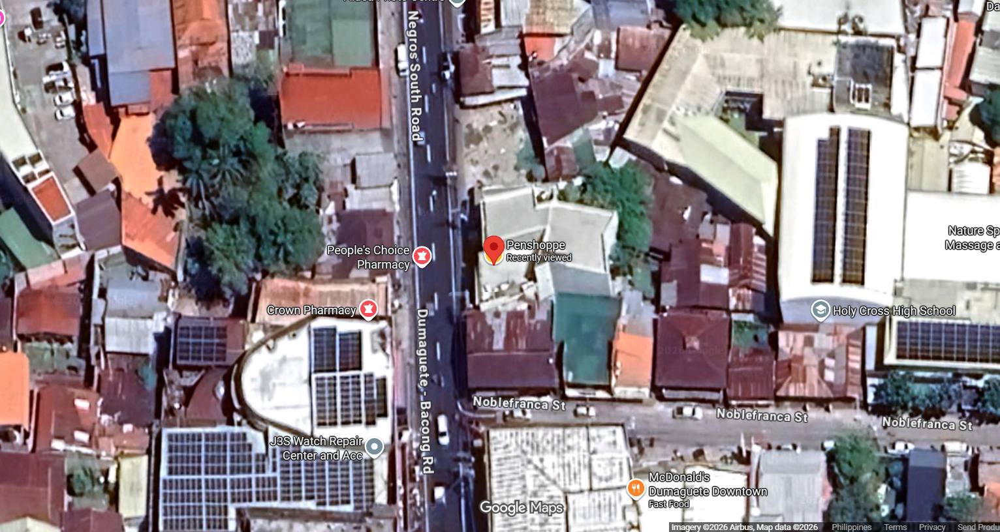 Negros South Road
People's Choice
Pharmacy
Penshoppe
Recently viewed
Nature Sp
Massage a
Crown Pharmacy
Holy Cross High School
Dumaguete - Bacong Rd
Noblefranca St
Noblefranca St
Noblefranca St
J3S Watch Repair
Center and Acc
McDonald's
Dumaguete Downtown
Fast Food
Google Maps
Imagery ©2026 Airbus, Map data ©2026 Philippines Terms Privacy Send Produ